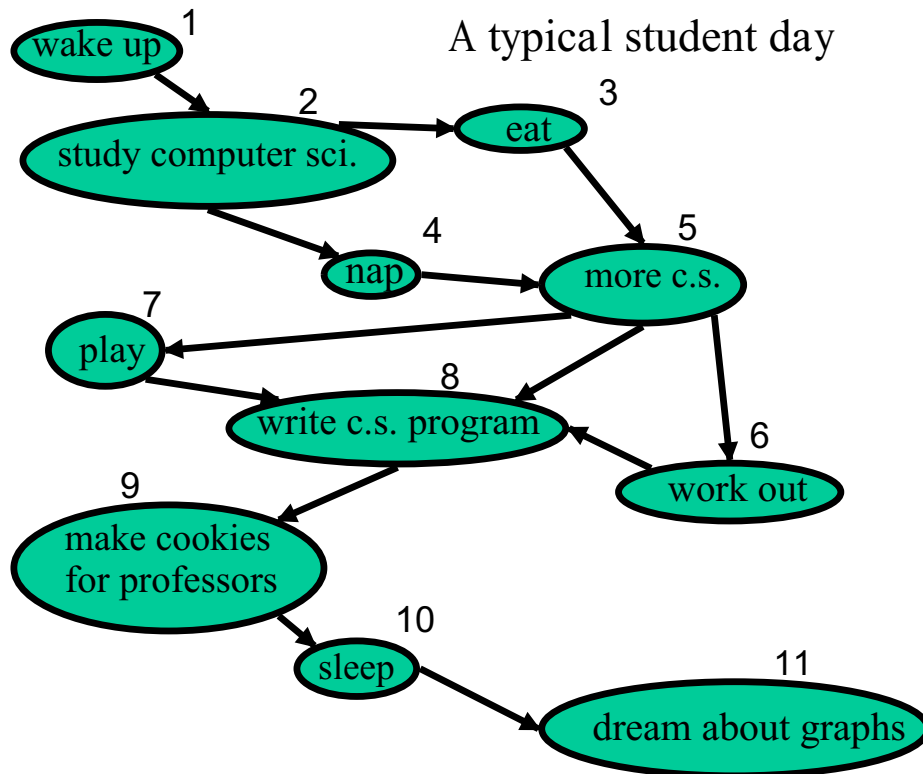 A typical student day
1
wake up
2
study computer sci.
3
eat
4
nap
5
more c.s.
7
play
8
write c.s. program
6
work out
9
make cookies
for professors
10
sleep
11
dream about graphs